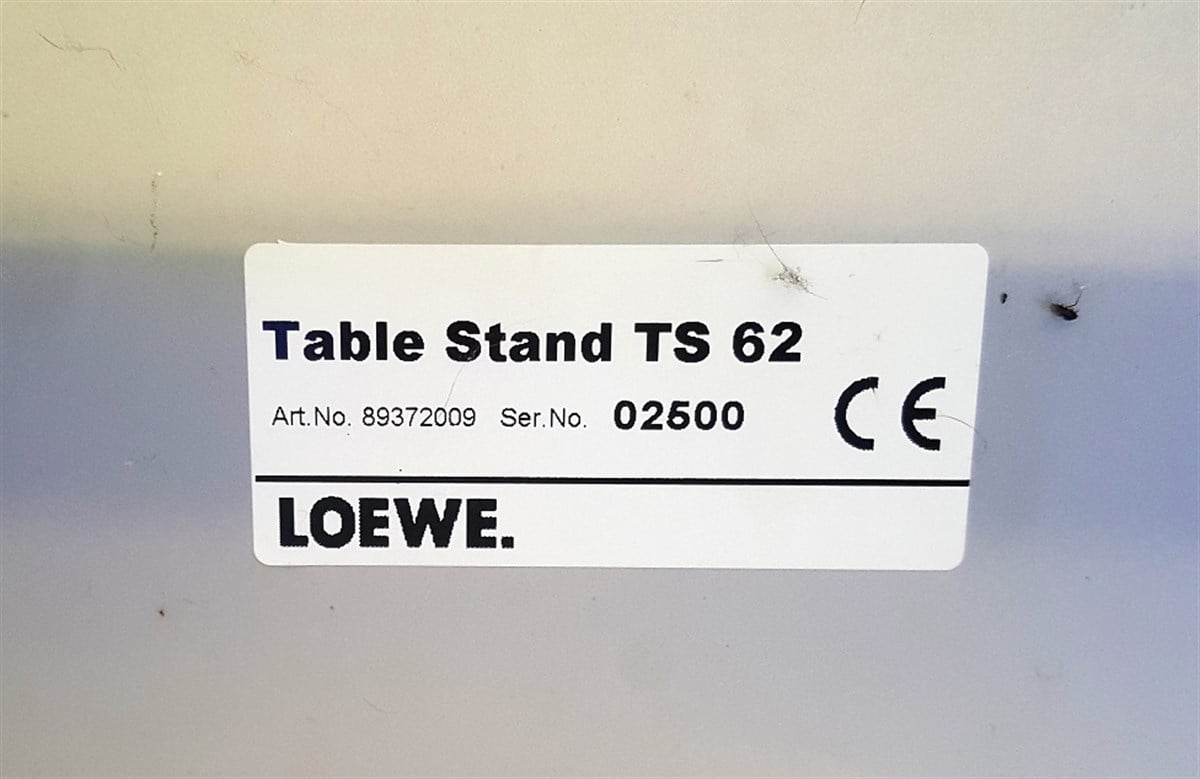 Table Stand TS 62
Art.No. 89372009 Ser.No. 02500
CE
LOEWE.